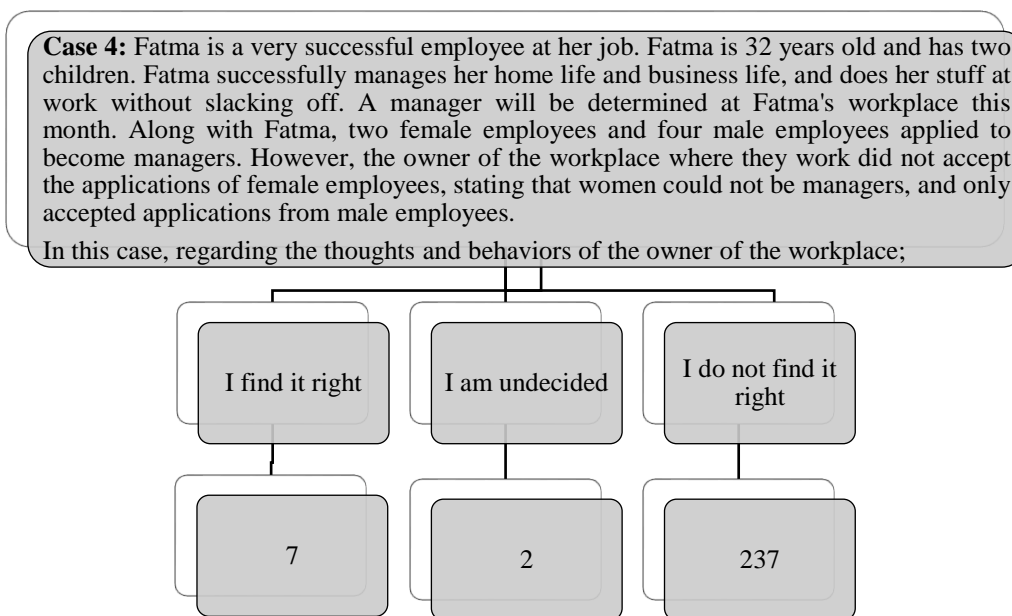 Case 4: Fatma is a very successful employee at her job. Fatma is 32 years old and has two
children. Fatma successfully manages her home life and business life, and does her stuff at
work without slacking off. A manager will be determined at Fatma's workplace this
month. Along with Fatma, two female employees and four male employees applied to
become managers. However, the owner of the workplace where they work did not accept
the applications of female employees, stating that women could not be managers, and only
accepted applications from male employees.
In this case, regarding the thoughts and behaviors of the owner of the workplace;
I find it right
I am undecided
I do not find it
right
7
2
237